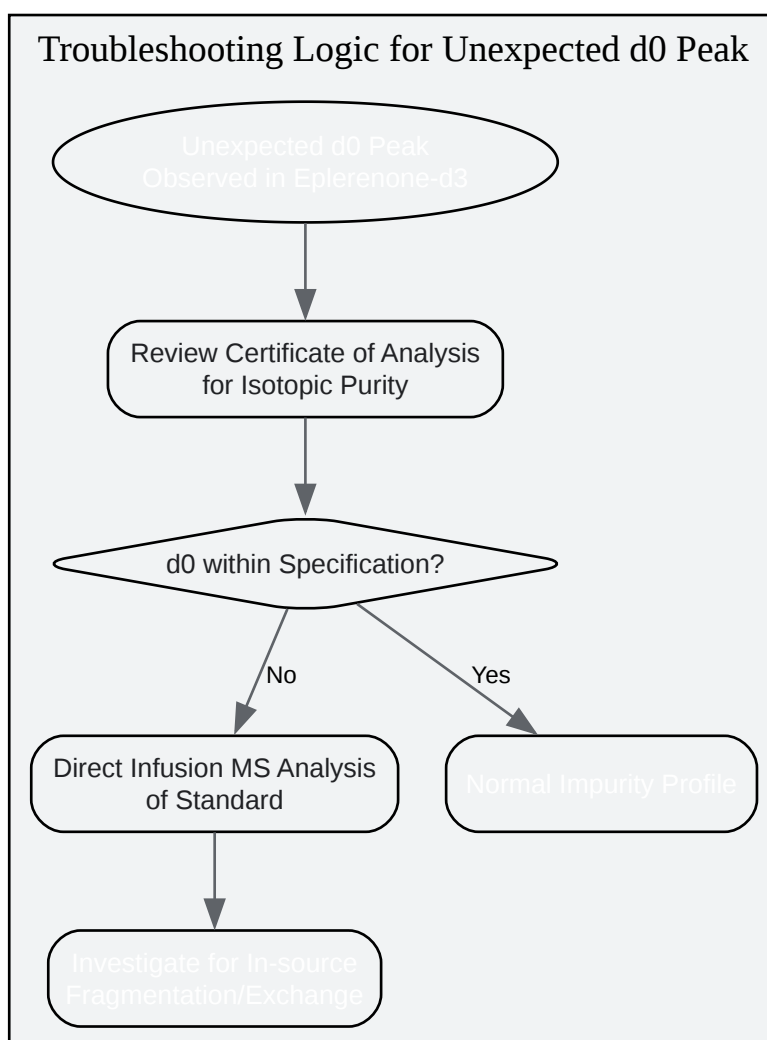 Troubleshooting Logic for Unexpected d0 Peak
Unexpected d0 Peak
Observed in Eplerenone-d3
Review Certificate of Analysis
for Isotopic Purity
d0 within Specification?
No
Yes
Direct Infusion MS Analysis
of Standard
Normal Impurity Profile
Investigate for In-source
Fragmentation/Exchange